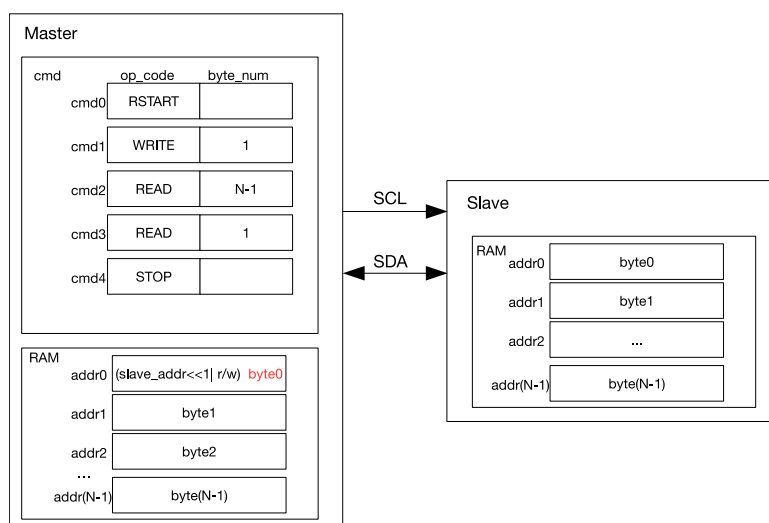 Master
cmd op_code byte_num
cmd0 RSTART
cmd1 WRITE 1
cmd2 READ N-1
cmd3 READ 1
cmd4 STOP
RAM
addr0 (slave_addr<<1| r/w) byte0
addr1 byte1
addr2 byte2
...
addr(N-1) byte(N-1)
SCL
SDA
Slave
RAM
addr0 byte0
addr1 byte1
addr2 ...
addr(N-1) byte(N-1)